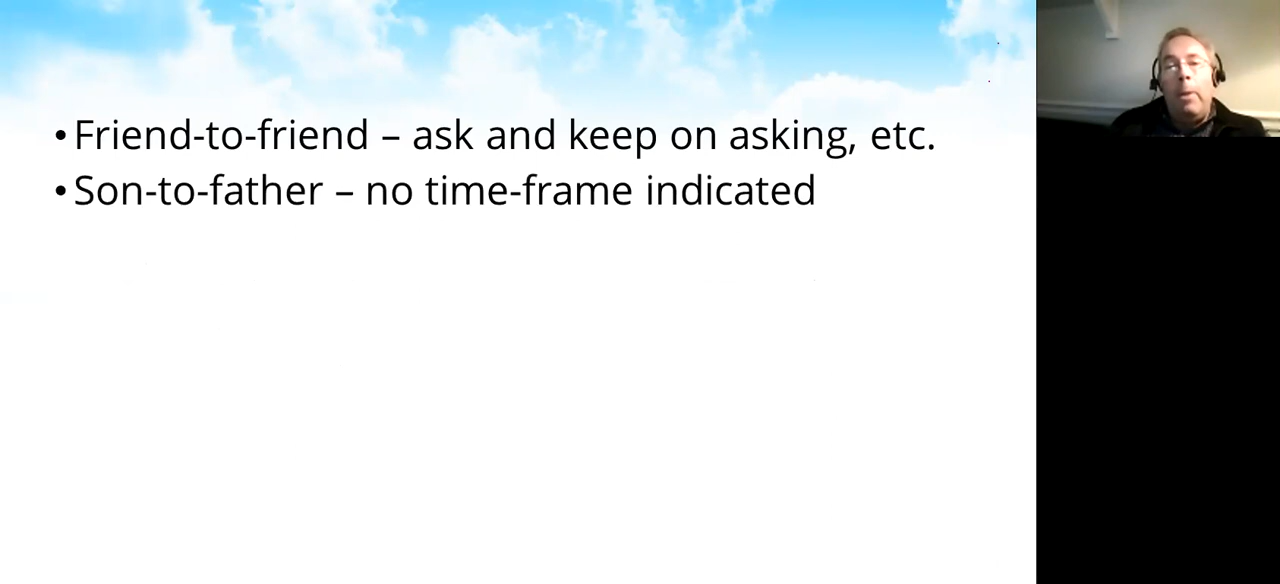 •Friend-to-friend – ask and keep on asking, etc.
•Son-to-father – no time-frame indicated